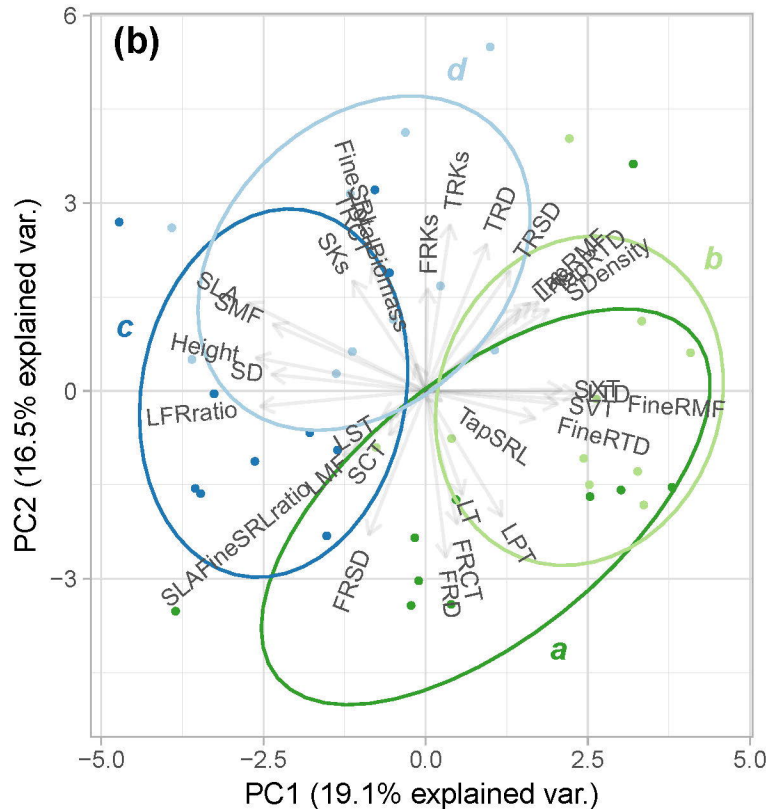 (b)
d
b
c
a
6
3
0
−3
−5.0
−2.5
0.0
2.5
5.0
PC1 (19.1% explained var.)
PC2 (16.5% explained var.)
TRKs
TRD
TRSD
FRKs
SKs
SDensity
SLA
SMF
Height
SD
LFRratio
SXT
LTD
SVT
FineRMF
FineRTD
TapSRL
LST
SCT
LMF
SLAFineSRLratio
LT
LPT
FRSD
FRCT
FRD